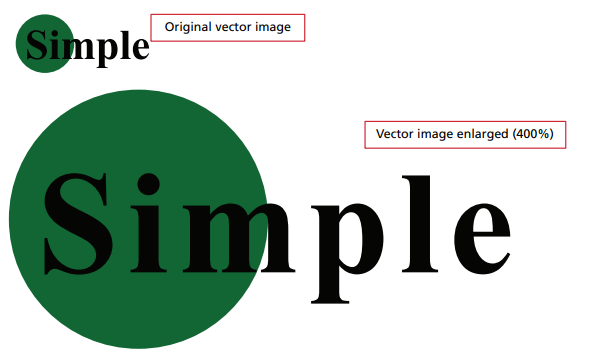 Original vector image
Simple
Vector image enlarged (400%)
Simple